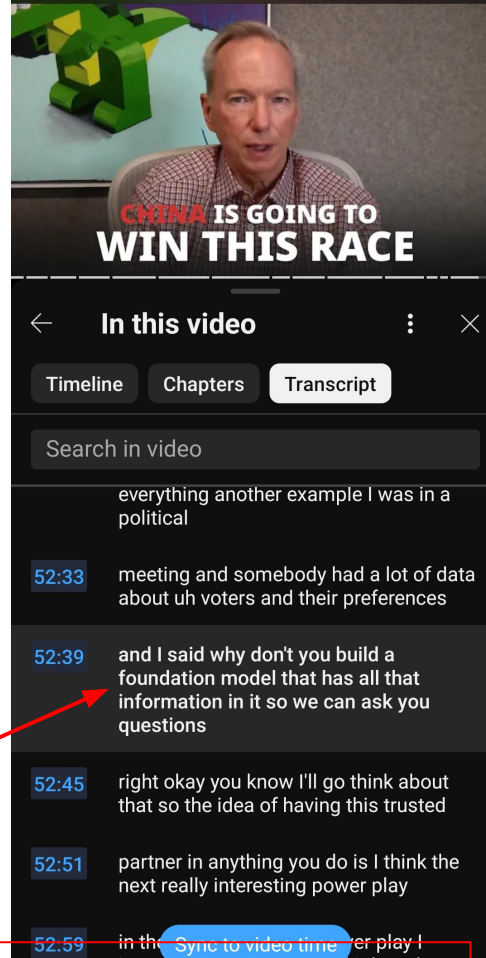 CHINA IS GOING TO
WIN THIS RACE
In this video
Timeline
Chapters
Transcript
Search in video
everything another example I was in a
political
52:33
meeting and somebody had a lot of data
about uh voters and their preferences
52:39
and I said why don't you build a
foundation model that has all that
information in it so we can ask you
questions
52:45
right okay you know I'll go think about
that so the idea of having this trusted
52:51
partner in anything you do is I think the
next really interesting power play
52:59
in the
Sync to video time
er play I